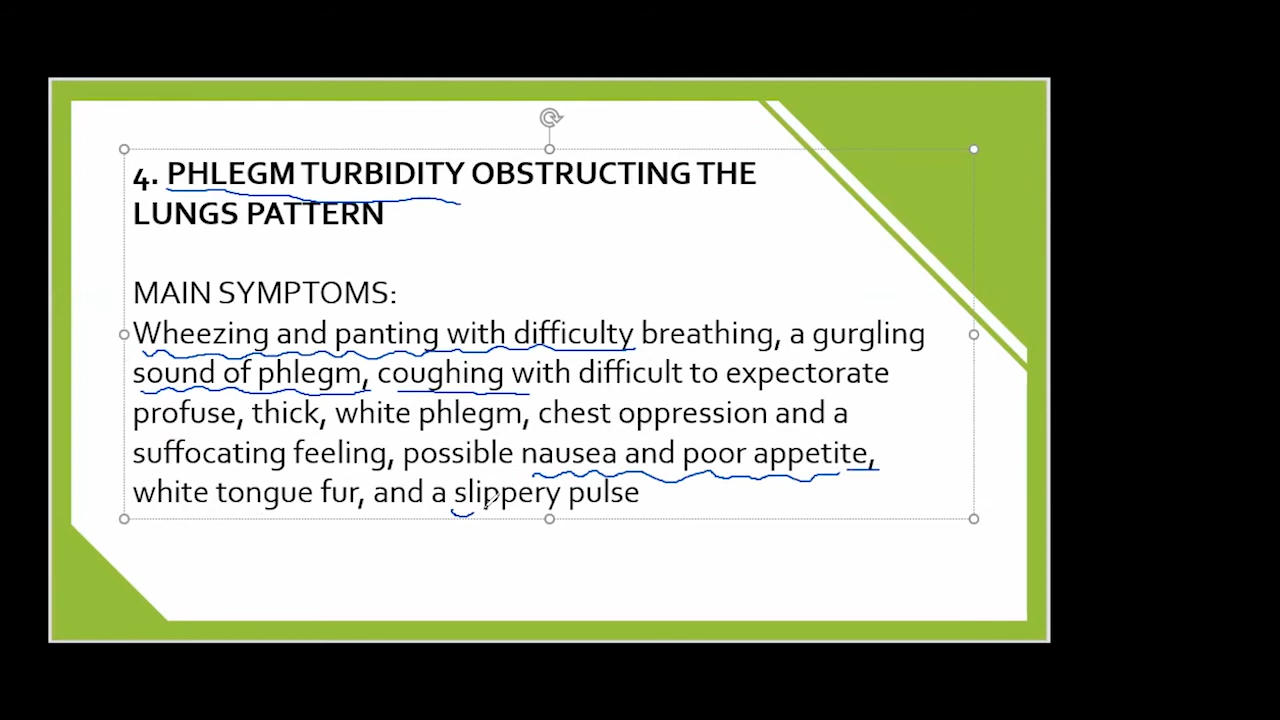 4. PHLEGM TURBIDITY OBSTRUCTING THE
LUNGS PATTERN
MAIN SYMPTOMS:
Wheezing and panting with difficulty breathing, a gurgling
sound of phlegm, coughing with difficult to expectorate
profuse, thick, white phlegm, chest oppression and a
suffocating feeling, possible nausea and poor appetite,
white tongue fur, and a slippery pulse